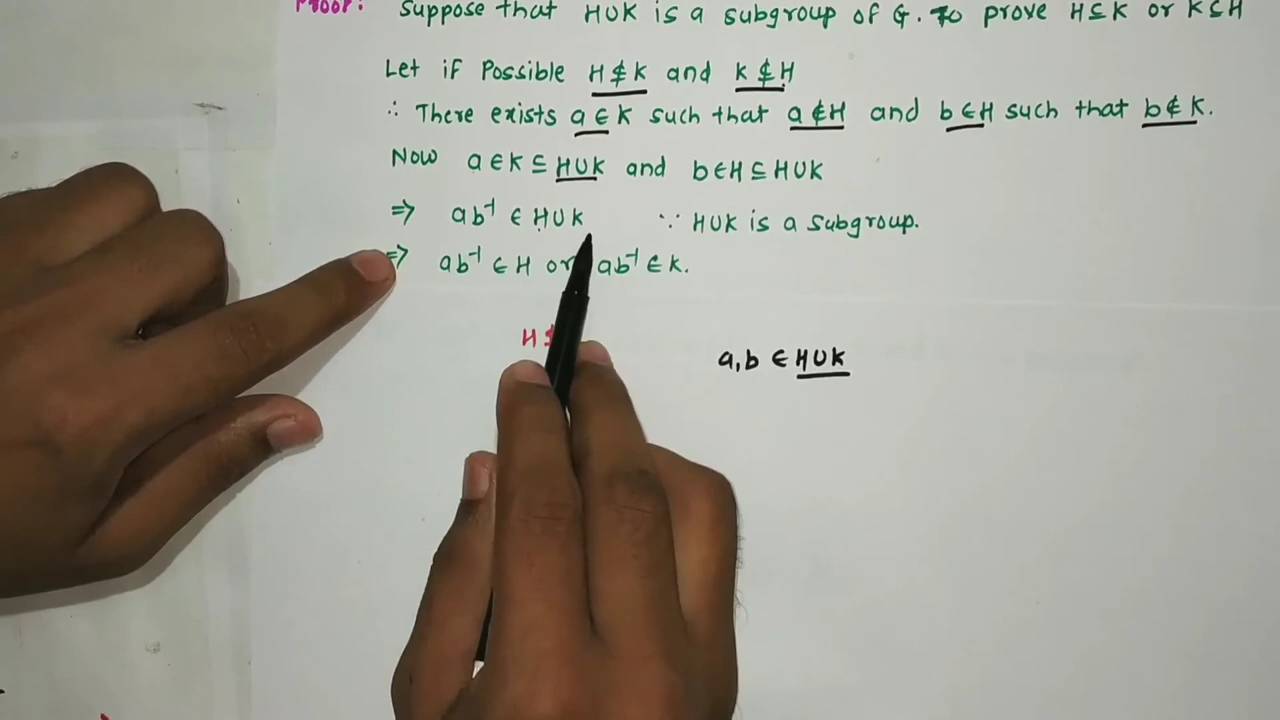 Proof: Suppose that HUK is a subgroup of G. To prove H⊆K or K⊆H
Let if Possible H⊈K and K⊈H
∴ There exists a∈K such that a∉H and b∈H such that b∉K.
Now a∈K⊆HUK and b∈H⊆HUK
⇒ ab⁻¹ ∈ HUK ∵ HUK is a subgroup.
⇒ ab⁻¹ ∈ H or ab⁻¹ ∈ K.
H
a,b ∈ HUK